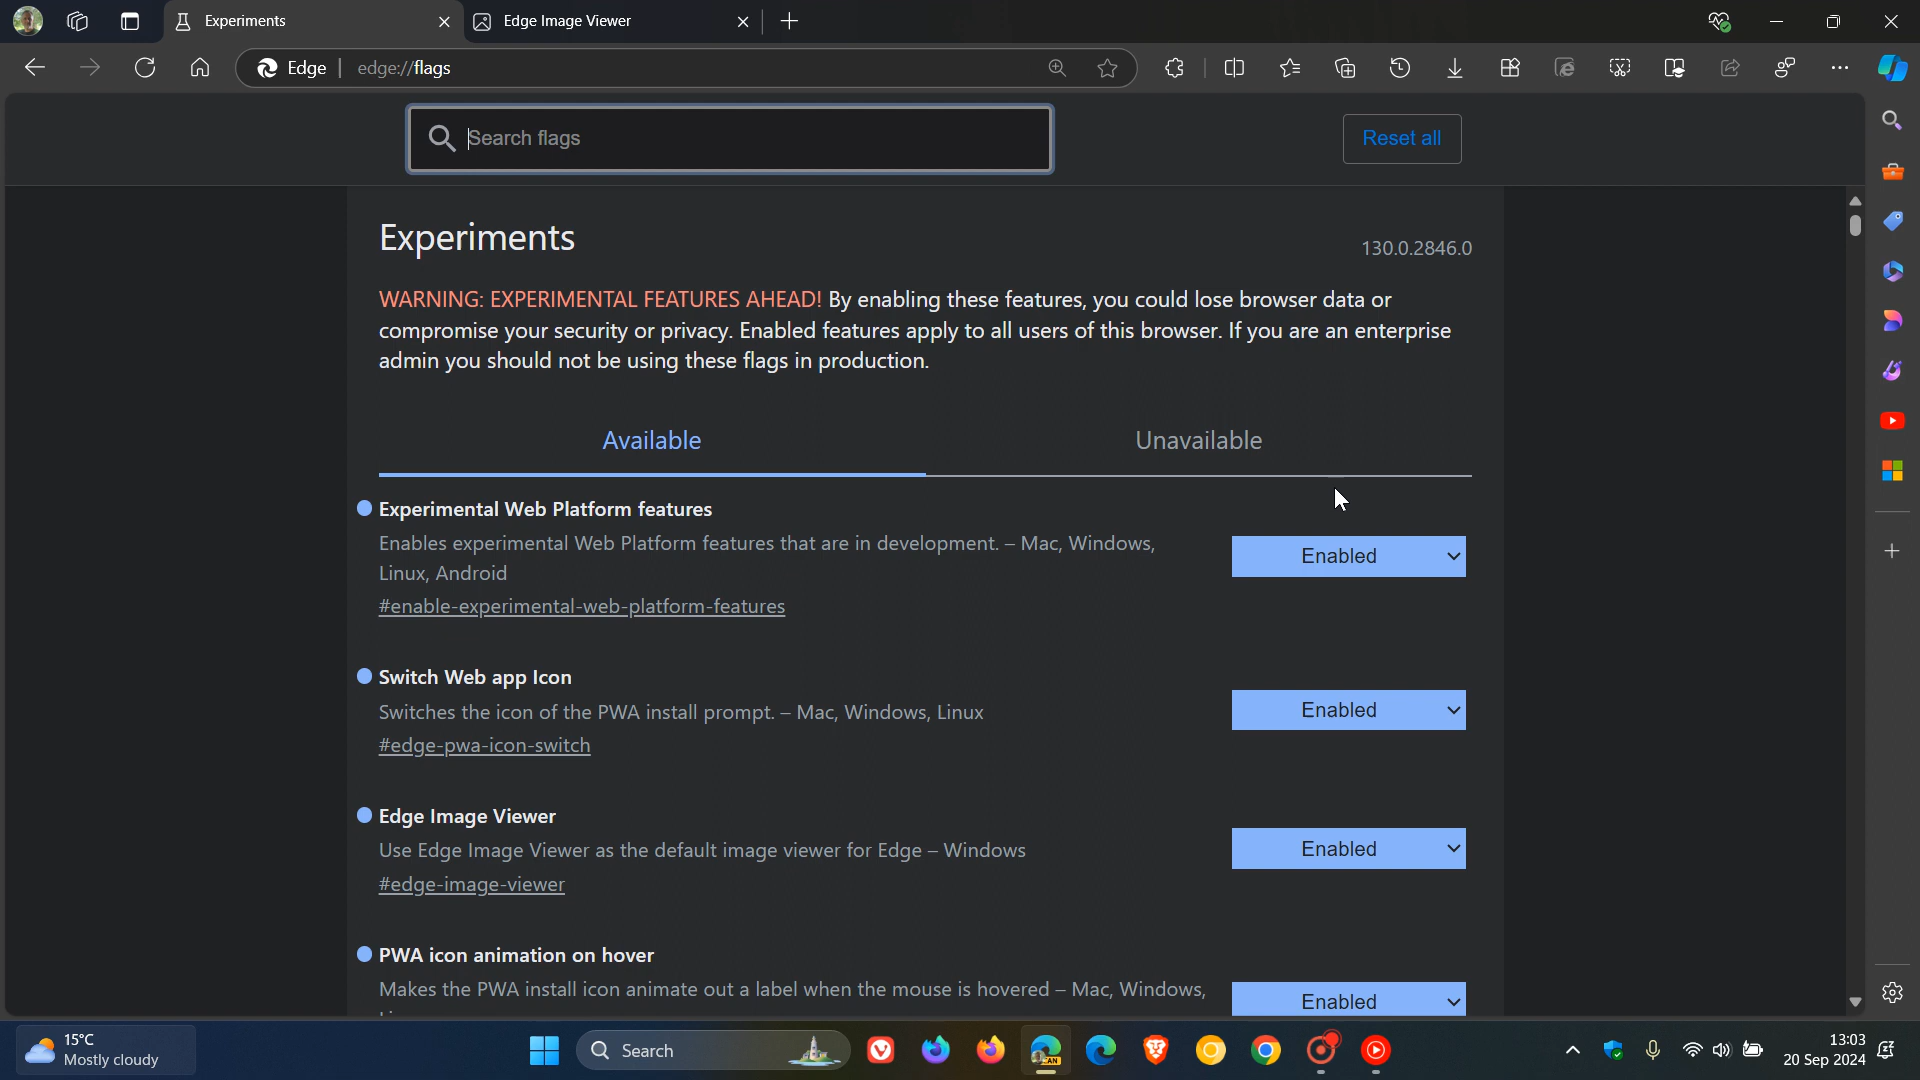 Experiments
Edge Image Viewer
Edge
edge://flags
Search flags
Reset all
Experiments
130.0.2846.0
WARNING: EXPERIMENTAL FEATURES AHEAD! By enabling these features, you could lose browser data or
compromise your security or privacy. Enabled features apply to all users of this browser. If you are an enterprise
admin you should not be using these flags in production.
Available
Unavailable
Experimental Web Platform features
Enables experimental Web Platform features that are in development. – Mac, Windows,
Linux, Android
#enable-experimental-web-platform-features
Enabled
Switch Web app Icon
Switches the icon of the PWA install prompt. – Mac, Windows, Linux
#edge-pwa-icon-switch
Enabled
Edge Image Viewer
Use Edge Image Viewer as the default image viewer for Edge – Windows
#edge-image-viewer
Enabled
PWA icon animation on hover
Makes the PWA install icon animate out a label when the mouse is hovered – Mac, Windows,
Enabled
15°C
Mostly cloudy
Search
CAN
13:03
20 Sep 2024